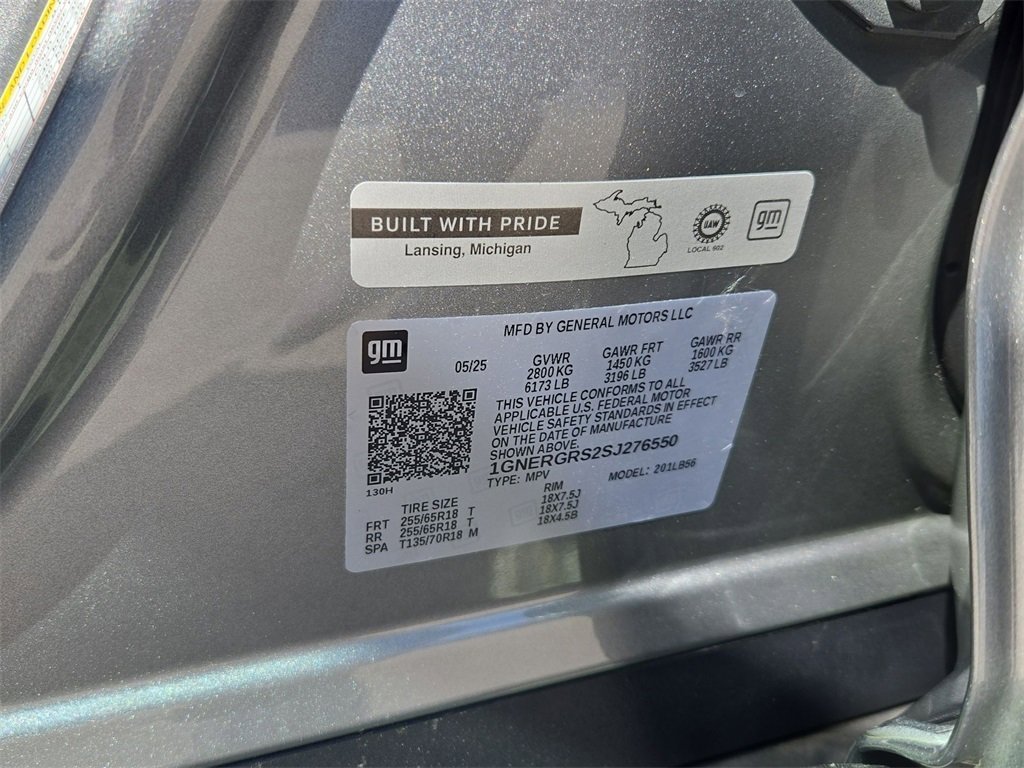 BUILT WITH PRIDE
Lansing, Michigan
UAW
LOCAL 602
gm
gm
MFD BY GENERAL MOTORS LLC
05/25
GVWR
2800 KG
6173 LB
GAWR FRT
1450 KG
3196 LB
GAWR RR
1600 KG
3527 LB
THIS VEHICLE CONFORMS TO ALL
APPLICABLE U.S. FEDERAL MOTOR
VEHICLE SAFETY STANDARDS IN EFFECT
ON THE DATE OF MANUFACTURE
SHOWN ABOVE.
1GNERGRS2SJ276550
TYPE: MPV MODEL: 201LB56
130H
TIRE SIZE RIM
FRT 255/65R18 T 18X7.5J
RR 255/65R18 T 18X7.5J
SPA T135/70R18 M 18X4.5B